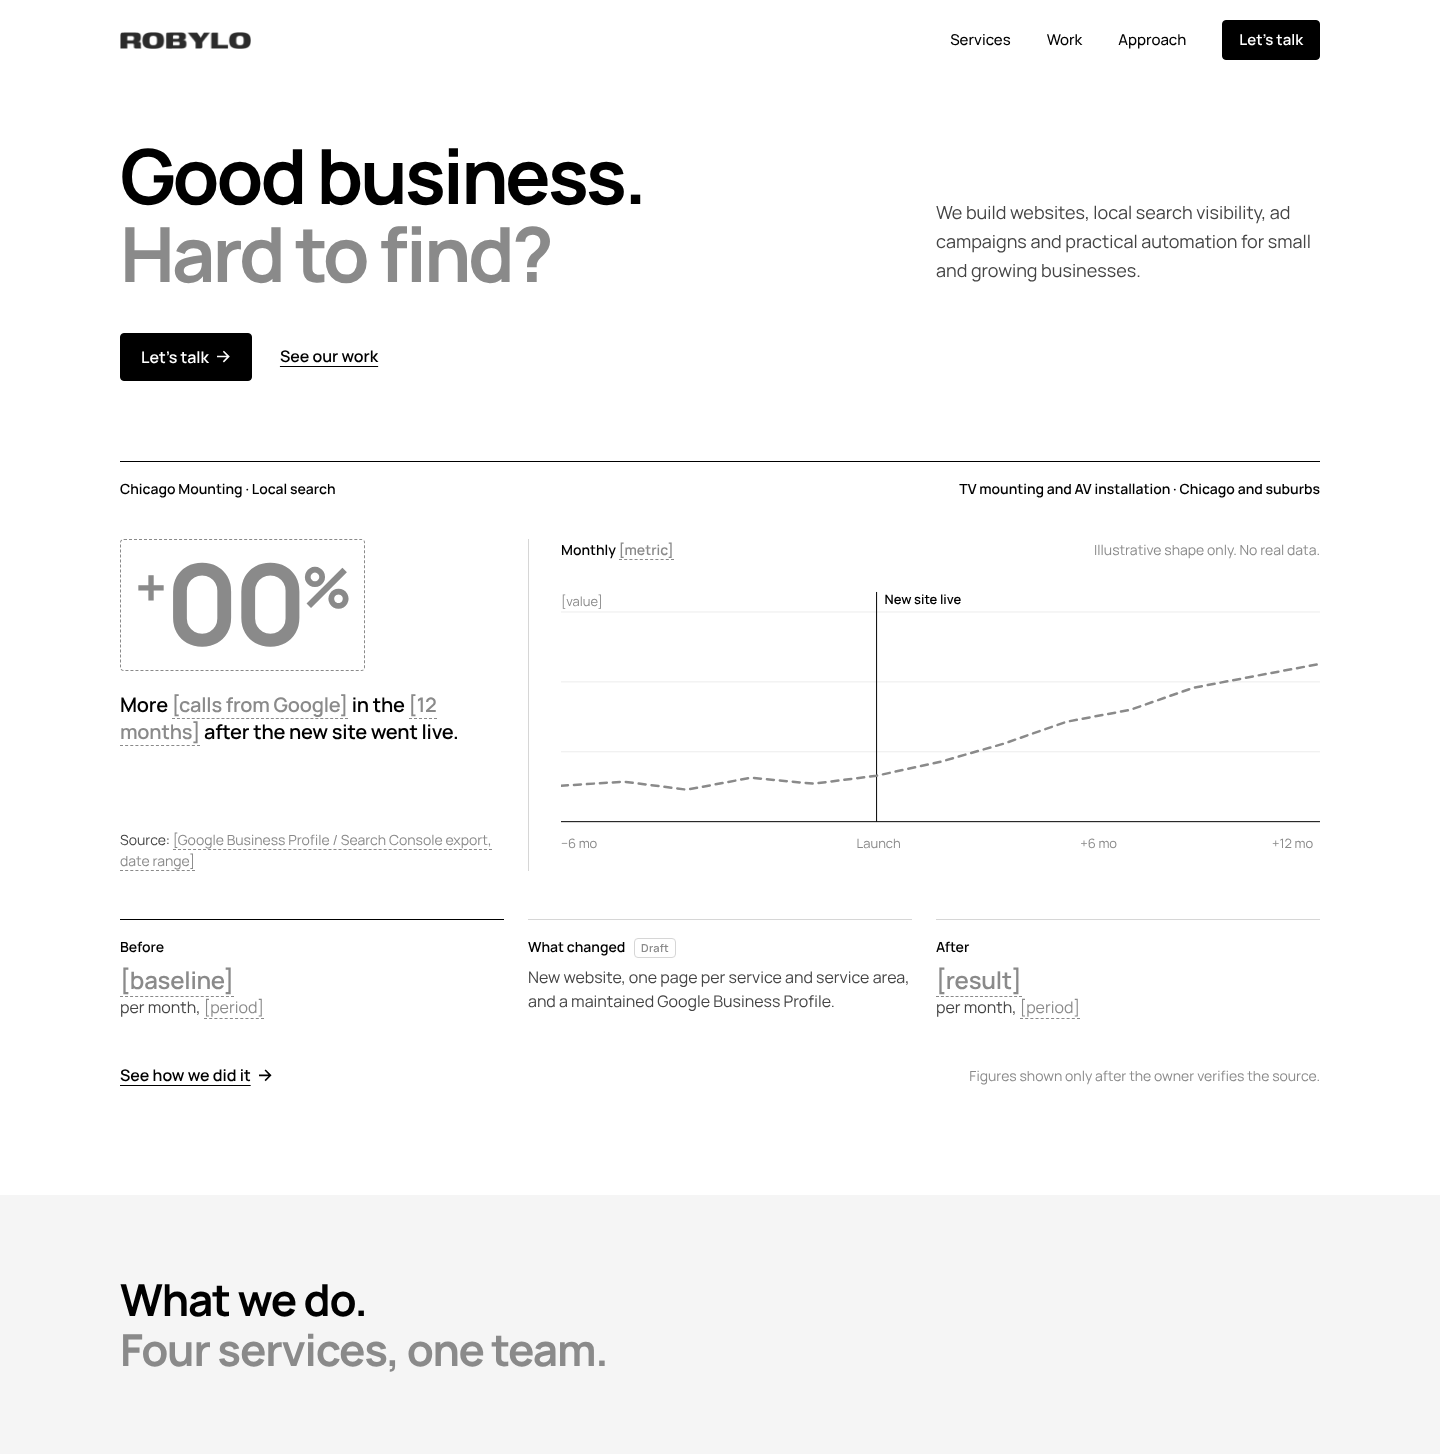 ROBYLO
Services Work Approach Let's talk
Good business.
Hard to find?
We build websites, local search visibility, ad
campaigns and practical automation for small
and growing businesses.
Let's talk →
See our work
Chicago Mounting · Local search
TV mounting and AV installation · Chicago and suburbs
+00%
More [calls from Google] in the [12
months] after the new site went live.
Source: [Google Business Profile / Search Console export,
date range]
Monthly [metric]
Illustrative shape only. No real data.
[value]
New site live
−6 mo Launch +6 mo +12 mo
Before
[baseline]
per month, [period]
What changed Draft
New website, one page per service and service area,
and a maintained Google Business Profile.
After
[result]
per month, [period]
See how we did it →
Figures shown only after the owner verifies the source.
What we do.
Four services, one team.